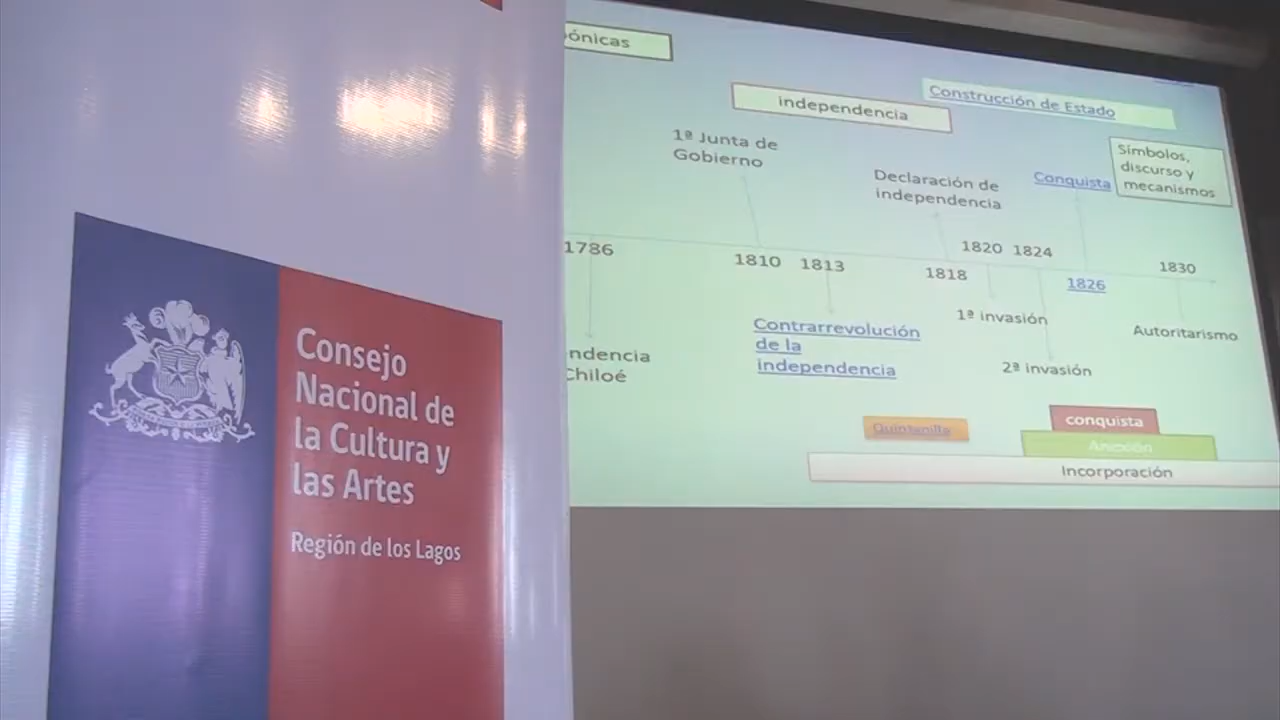 Consejo
Nacional de
la Cultura y
las Artes
Región de los Lagos
independencia
Construcción de Estado
1ª Junta de
Gobierno
Declaración de
independencia
Conquista
Símbolos,
discurso y
mecanismos
1786
1810
1813
1818
1820
1824
1826
1830
Chiloé
Contrarrevolución
de la
independencia
1ª invasión
2ª invasión
Autoritarismo
Quintanilla
conquista
Anexión
Incorporación